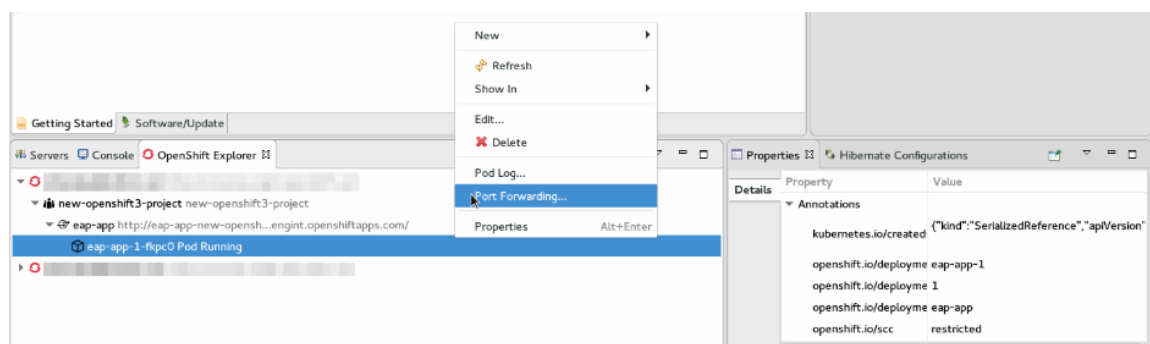 New
Refresh
Show In
Edit...
Delete
Pod Log...
Port Forwarding...
Properties Alt+Enter
Getting Started Software/Update
Servers Console OpenShift Explorer
new-openshift3-project new-openshift3-project
eap-app http://eap-app-new-opensh...engint.openshiftapps.com/
eap-app-1-fkpc0 Pod Running
Properties Hibernate Configurations
Details
Property Value
Annotations
kubernetes.io/created {"kind":"SerializedReference","apiVersion"
openshift.io/deployme eap-app-1
openshift.io/deployme 1
openshift.io/deployme eap-app
openshift.io/scc restricted